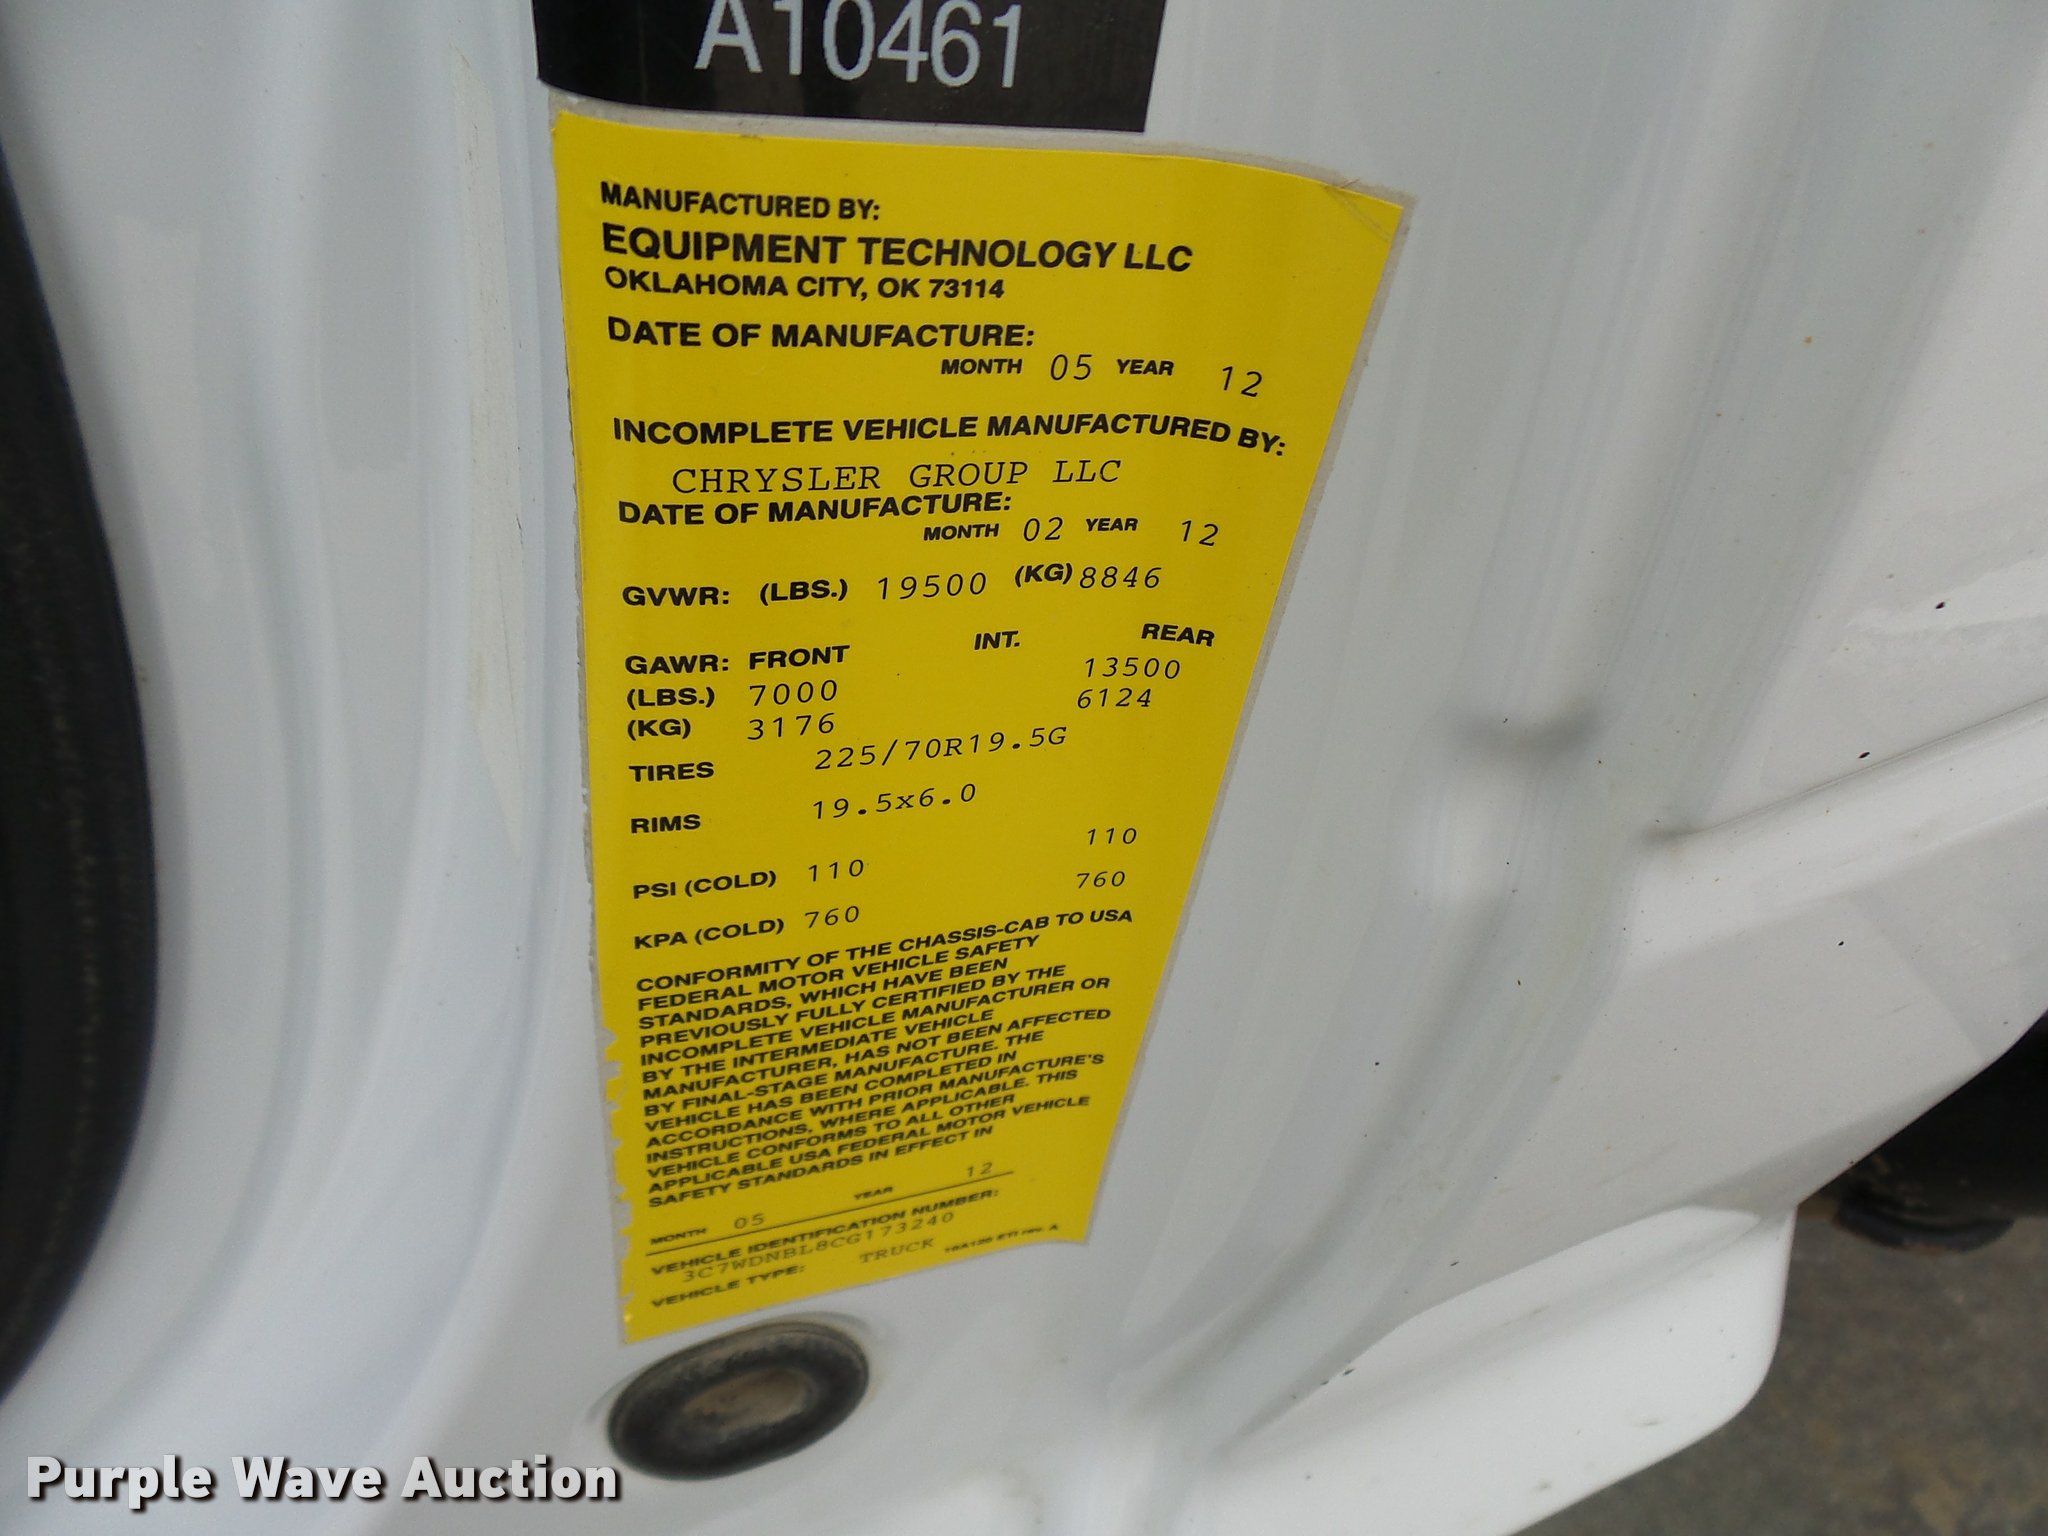 A10461
MANUFACTURED BY:
EQUIPMENT TECHNOLOGY LLC
OKLAHOMA CITY, OK 73114
DATE OF MANUFACTURE:
MONTH 05 YEAR 12
INCOMPLETE VEHICLE MANUFACTURED BY:
CHRYSLER GROUP LLC
DATE OF MANUFACTURE:
MONTH 02 YEAR 12
GVWR: (LBS.) 19500 (KG) 8846
GAWR: FRONT INT. REAR
(LBS.) 7000 13500
(KG) 3176 6124
TIRES 225/70R19.5G
RIMS 19.5x6.0
PSI (COLD) 110 110
KPA (COLD) 760 760
CONFORMITY OF THE CHASSIS-CAB TO USA
FEDERAL MOTOR VEHICLE SAFETY
STANDARDS, WHICH HAVE BEEN
PREVIOUSLY FULLY CERTIFIED BY THE
INCOMPLETE VEHICLE MANUFACTURER OR
BY THE INTERMEDIATE VEHICLE
MANUFACTURER, HAS NOT BEEN AFFECTED
BY FINAL-STAGE MANUFACTURE. THE
VEHICLE HAS BEEN COMPLETED IN
ACCORDANCE WITH PRIOR MANUFACTURE'S
INSTRUCTIONS, WHERE APPLICABLE. THIS
VEHICLE CONFORMS TO ALL OTHER
APPLICABLE USA FEDERAL MOTOR VEHICLE
SAFETY STANDARDS IN EFFECT IN
MONTH 05 YEAR 12
VEHICLE IDENTIFICATION NUMBER:
3C7WDNBL8CG173240
VEHICLE TYPE: TRUCK ETI rev. A
Purple Wave Auction